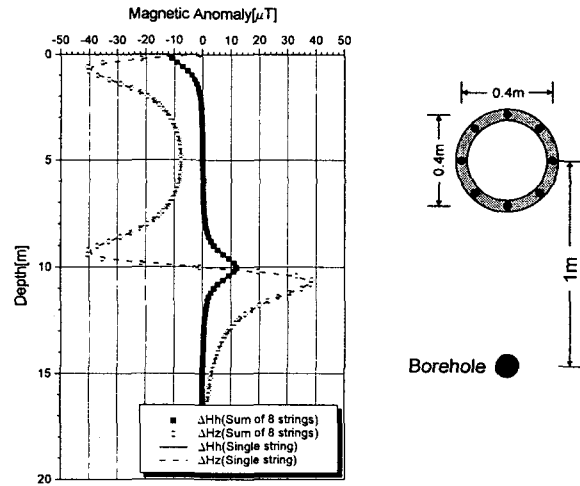 Magnetic Anomaly[μT]
-50 -40 -30 -20 -10 0 10 20 30 40 50
0
5
10
15
20
Depth[m]
ΔHh(Sum of 8 strings)
ΔHz(Sum of 8 strings)
ΔHh(Single string)
ΔHz(Single string)
0.4m
0.4m
1m
Borehole